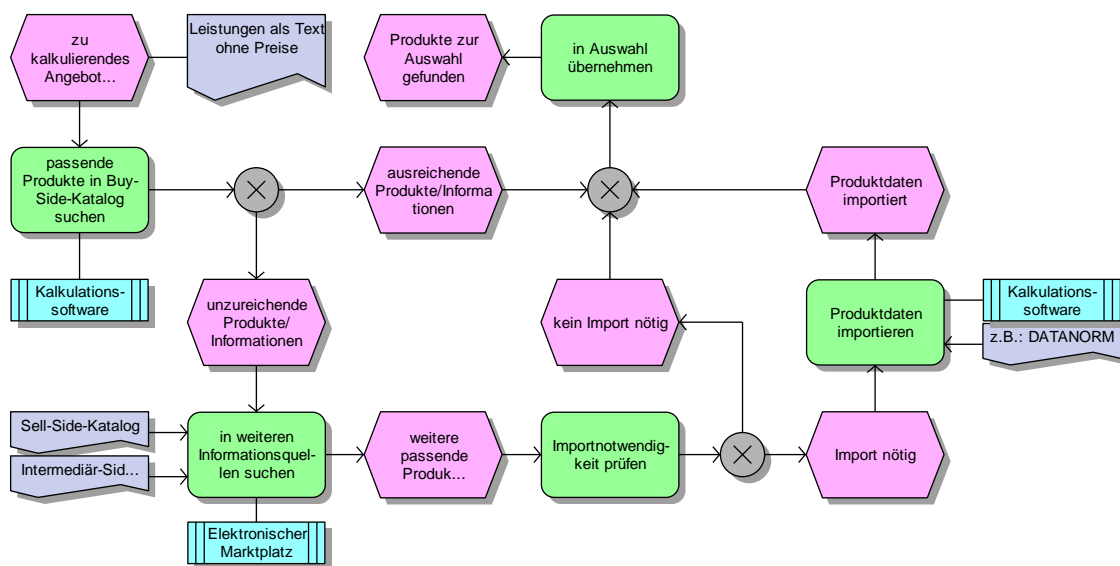 zu
kalkulierendes
Angebot...
Leistungen als Text
ohne Preise
Produkte zur
Auswahl
gefunden
in Auswahl
übernehmen
passende
Produkte in Buy-
Side-Katalog
suchen
ausreichende
Produkte/Informa
tionen
Produktdaten
importiert
Kalkulations-
software
unzureichende
Produkte/
Informationen
kein Import nötig
Produktdaten
importieren
Kalkulations-
software
z.B.: DATANORM
Sell-Side-Katalog
Intermediär-Sid...
in weiteren
Informationsquel-
len suchen
weitere
passende
Produk...
Importnotwendig-
keit prüfen
Import nötig
Elektronischer
Marktplatz